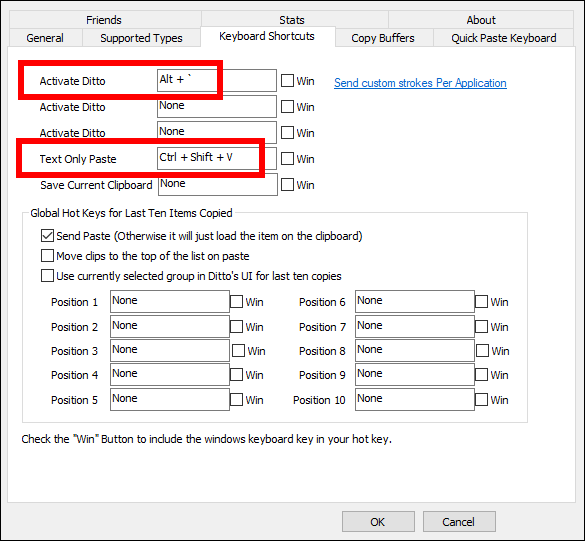 Friends Stats About
General Supported Types Keyboard Shortcuts Copy Buffers Quick Paste Keyboard
Activate Ditto Alt + ` Win Send custom strokes Per Application
Activate Ditto None Win
Activate Ditto None Win
Text Only Paste Ctrl + Shift + V Win
Save Current Clipboard None Win
Global Hot Keys for Last Ten Items Copied
Send Paste (Otherwise it will just load the item on the clipboard)
Move clips to the top of the list on paste
Use currently selected group in Ditto's UI for last ten copies
Position 1 None Win Position 6 None Win
Position 2 None Win Position 7 None Win
Position 3 None Win Position 8 None Win
Position 4 None Win Position 9 None Win
Position 5 None Win Position 10 None Win
Check the "Win" Button to include the windows keyboard key in your hot key.
OK Cancel